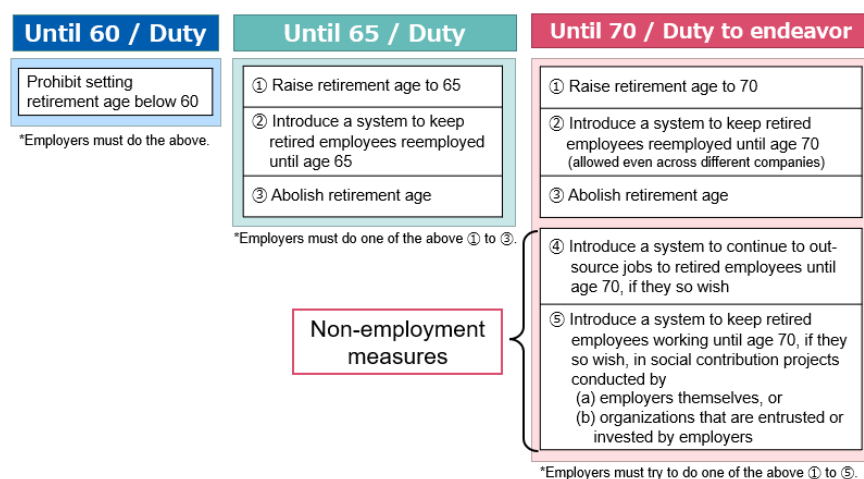 Until 60 / Duty
Prohibit setting
retirement age below 60
*Employers must do the above.
Until 65 / Duty
① Raise retirement age to 65
② Introduce a system to keep
retired employees reemployed
until age 65
③ Abolish retirement age
*Employers must do one of the above ① to ③.
Until 70 / Duty to endeavor
① Raise retirement age to 70
② Introduce a system to keep retired
employees reemployed until age 70
(allowed even across different companies)
③ Abolish retirement age
Non-employment
measures
④ Introduce a system to continue to out-
source jobs to retired employees until
age 70, if they so wish
⑤ Introduce a system to keep retired
employees working until age 70, if they
so wish, in social contribution projects
conducted by
(a) employers themselves, or
(b) organizations that are entrusted or
invested by employers
*Employers must try to do one of the above ① to ⑤.